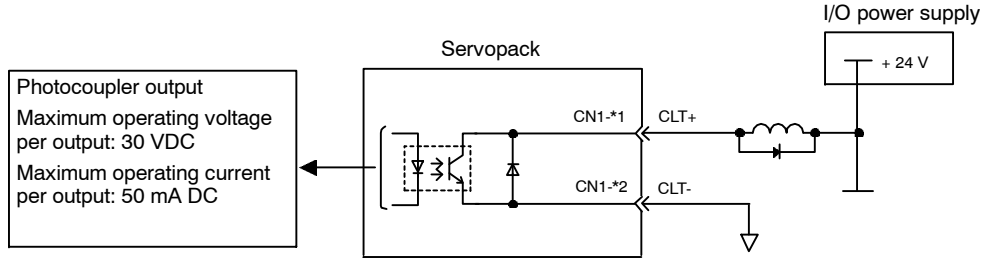 I/O power supply
+ 24 V
Servopack
Photocoupler output
Maximum operating voltage
per output: 30 VDC
Maximum operating current
per output: 50 mA DC
CN1-*1
CLT+
CN1-*2
CLT-